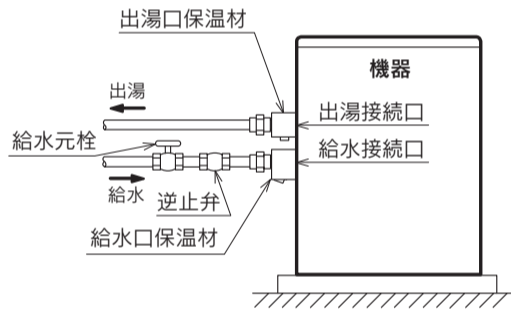 出湯口保温材
機器
出湯
出湯接続口
給水元栓
給水接続口
給水
逆止弁
給水口保温材